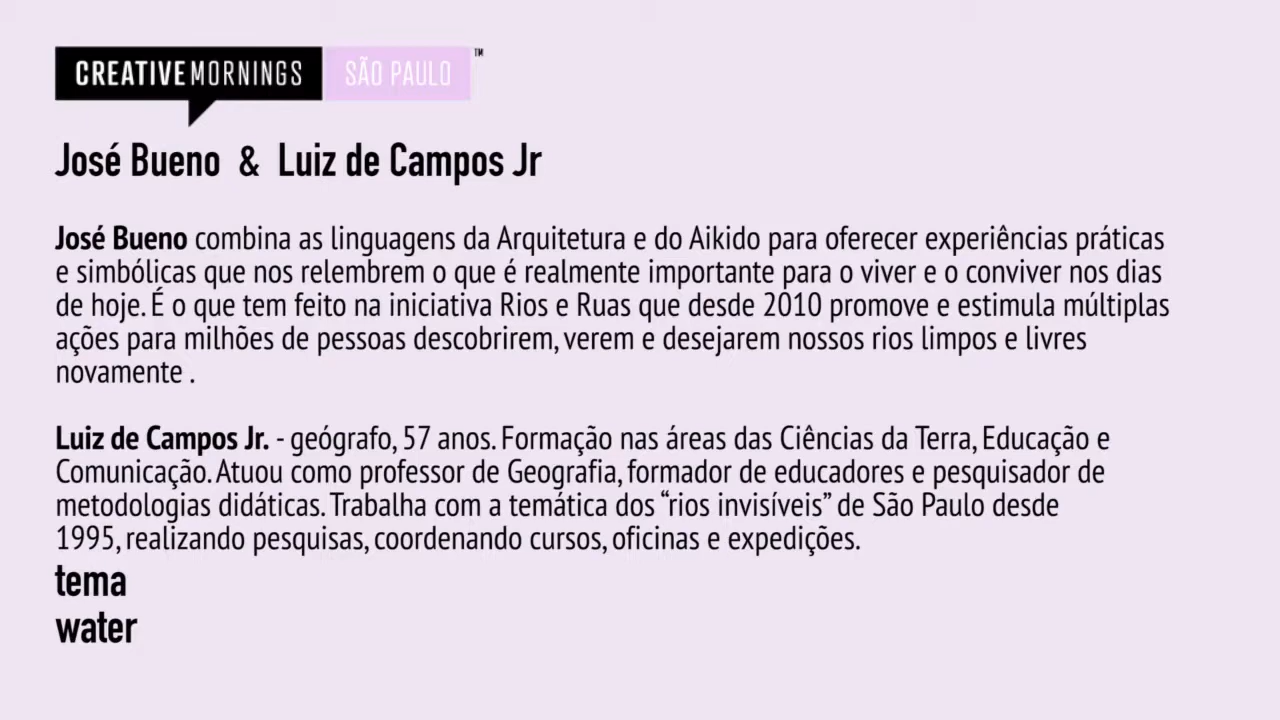 CREATIVEMORNINGS SÃO PAULO ™
José Bueno & Luiz de Campos Jr
José Bueno combina as linguagens da Arquitetura e do Aikido para oferecer experiências práticas
e simbólicas que nos relembrem o que é realmente importante para o viver e o conviver nos dias
de hoje. É o que tem feito na iniciativa Rios e Ruas que desde 2010 promove e estimula múltiplas
ações para milhões de pessoas descobrirem, verem e desejarem nossos rios limpos e livres
novamente .
Luiz de Campos Jr. - geógrafo, 57 anos. Formação nas áreas das Ciências da Terra, Educação e
Comunicação. Atuou como professor de Geografia, formador de educadores e pesquisador de
metodologias didáticas. Trabalha com a temática dos “rios invisíveis” de São Paulo desde
1995, realizando pesquisas, coordenando cursos, oficinas e expedições.
tema
water